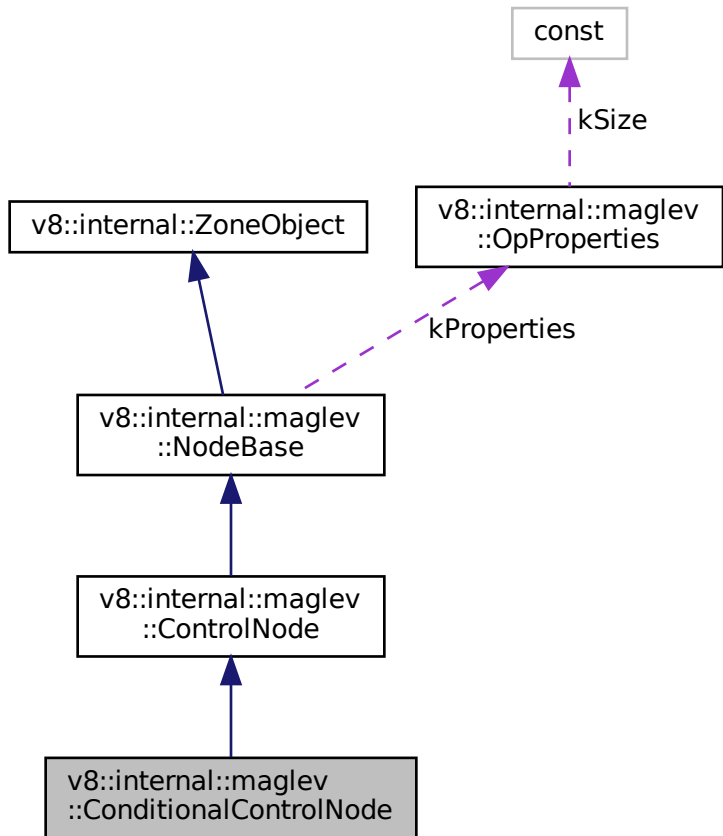 const
kSize
v8::internal::ZoneObject
v8::internal::maglev
::OpProperties
kProperties
v8::internal::maglev
::NodeBase
v8::internal::maglev
::ControlNode
v8::internal::maglev
::ConditionalControlNode